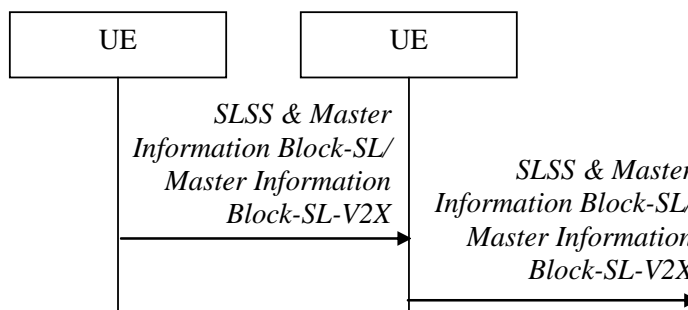 UE
UE
SLSS & Master
Information Block-SL/
Master Information
Block-SL-V2X
SLSS & Master
Information Block-SL/
Master Information
Block-SL-V2X